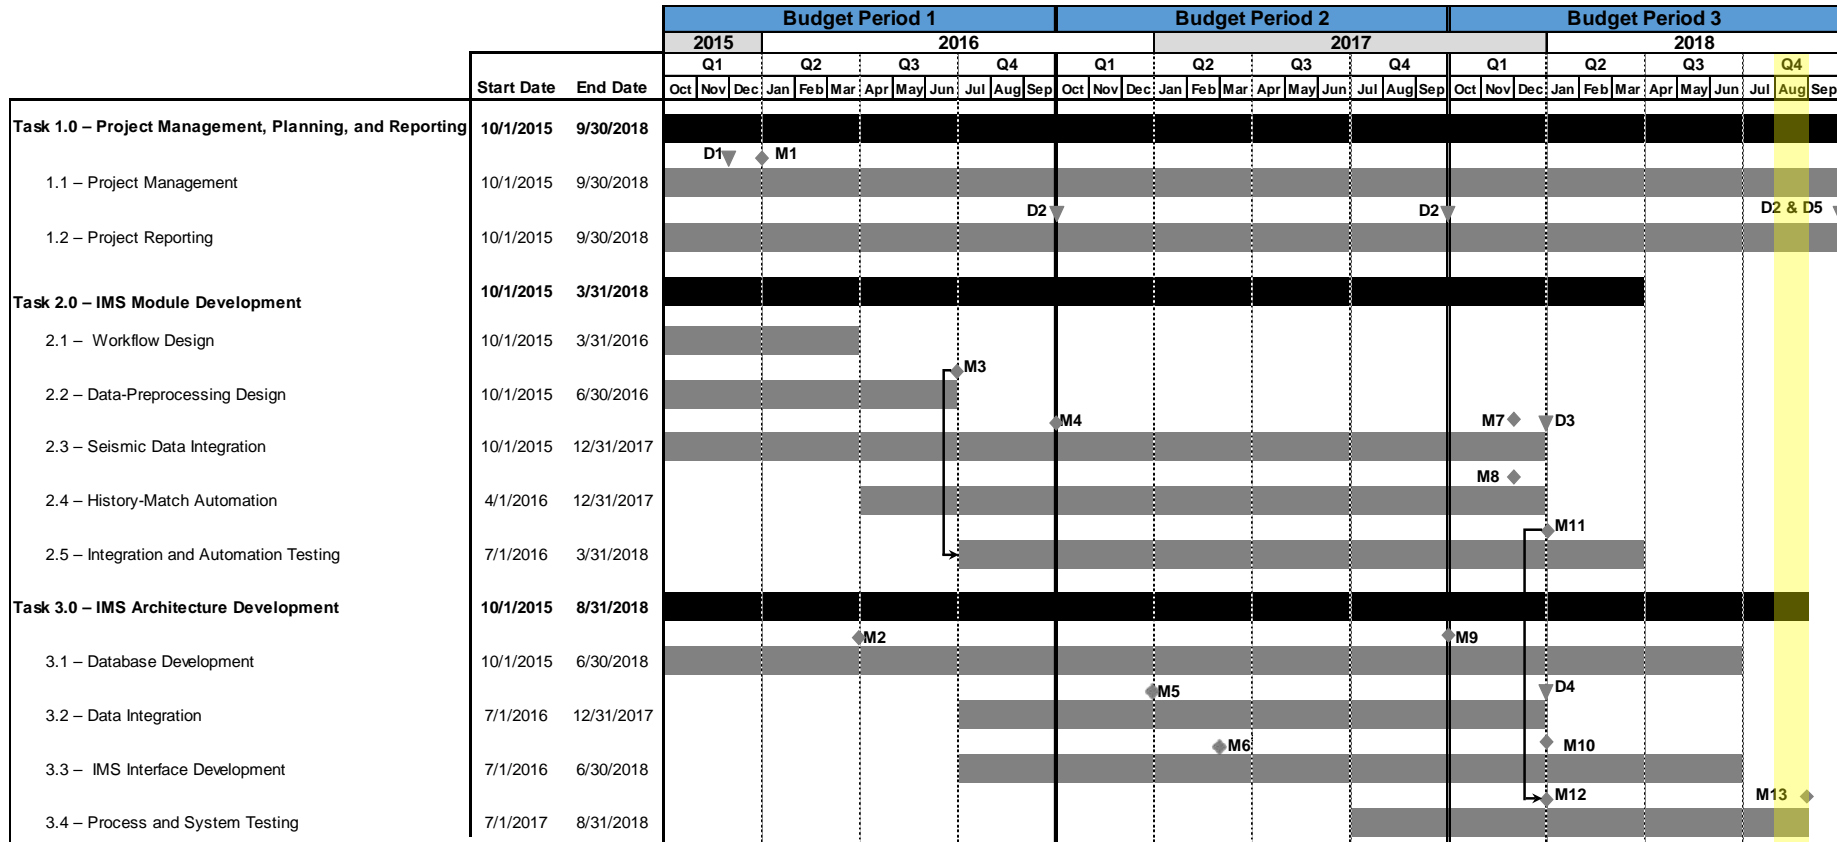 Budget Period 1 Budget Period 2 Budget Period 3
2015 2016 2017 2018
Q1 Q2 Q3 Q4 Q1 Q2 Q3 Q4 Q1 Q2 Q3 Q4
Start Date End Date Oct Nov Dec Jan Feb Mar Apr May Jun Jul Aug Sep Oct Nov Dec Jan Feb Mar Apr May Jun Jul Aug Sep Oct Nov Dec Jan Feb Mar Apr May Jun Jul Aug Sep
Task 1.0 – Project Management, Planning, and Reporting 10/1/2015 9/30/2018
D1 M1
1.1 – Project Management 10/1/2015 9/30/2018
D2 D2 D2 & D5
1.2 – Project Reporting 10/1/2015 9/30/2018
Task 2.0 – IMS Module Development 10/1/2015 3/31/2018
2.1 – Workflow Design 10/1/2015 3/31/2016
M3
2.2 – Data-Preprocessing Design 10/1/2015 6/30/2016
M4 M7 D3
2.3 – Seismic Data Integration 10/1/2015 12/31/2017
M8
2.4 – History-Match Automation 4/1/2016 12/31/2017
M11
2.5 – Integration and Automation Testing 7/1/2016 3/31/2018
Task 3.0 – IMS Architecture Development 10/1/2015 8/31/2018
M2 M9
3.1 – Database Development 10/1/2015 6/30/2018
M5 D4
3.2 – Data Integration 7/1/2016 12/31/2017
M6 M10
3.3 – IMS Interface Development 7/1/2016 6/30/2018
M12 M13
3.4 – Process and System Testing 7/1/2017 8/31/2018